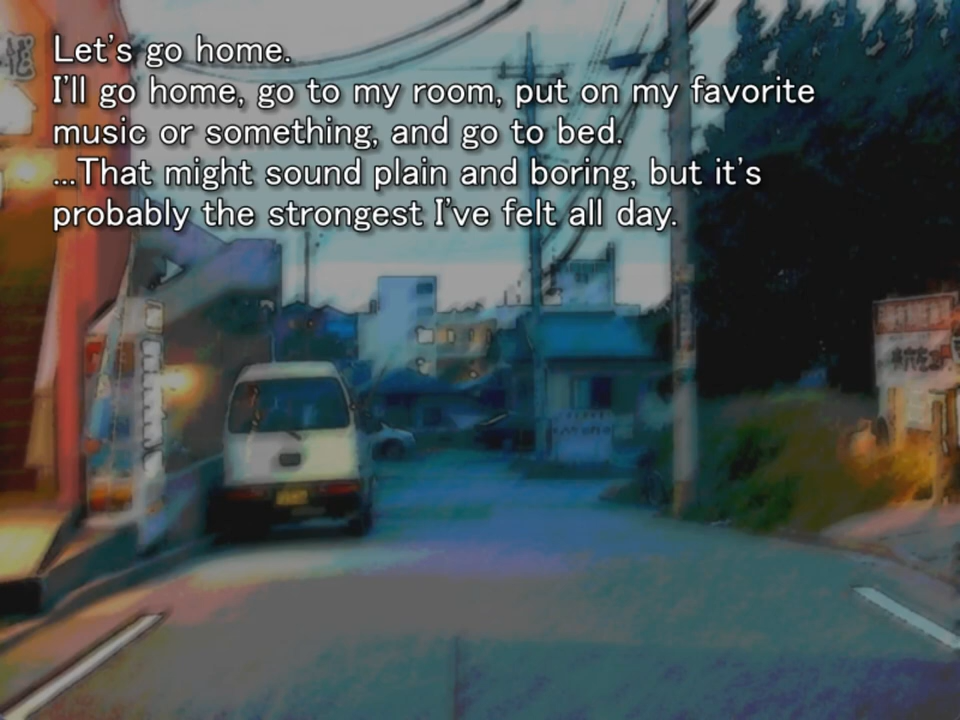 Let's go home.
I'll go home, go to my room, put on my favorite
music or something, and go to bed.
...That might sound plain and boring, but it's
probably the strongest I've felt all day.